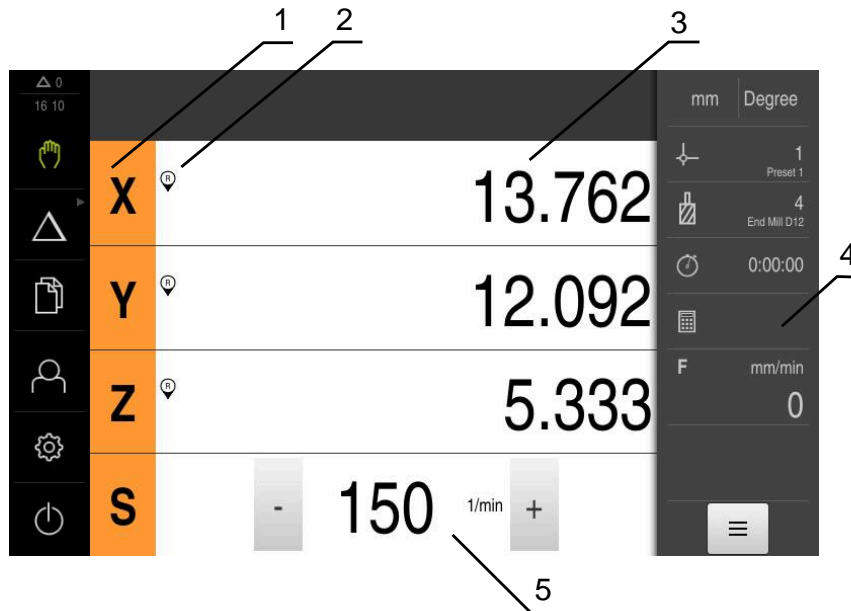 1 2 3
△ 0
16 10
mm Degree
X R 13.762
1
Preset 1
4
End Mill D12
Y R 12.092
0:00:00
4
Z R 5.333
F mm/min
0
S - 150 1/min +
5